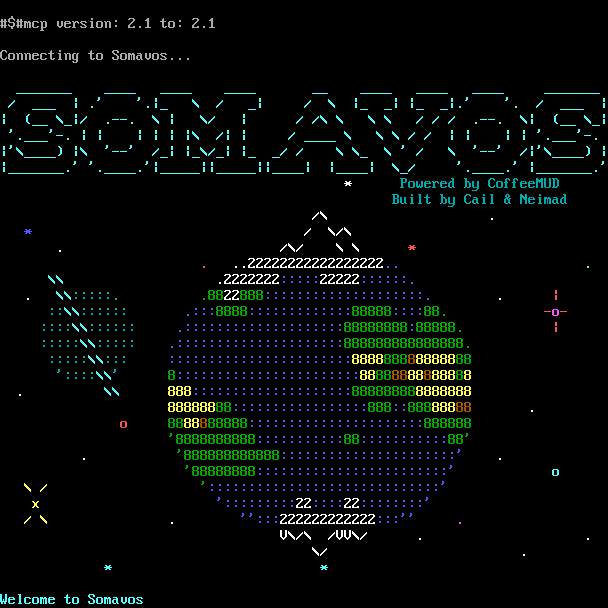 #$#mcp version: 2.1 to: 2.1
Connecting to Somavos...
SOMAVOS
Powered by CoffeeMUD
Built by Cail & Neimad
Welcome to Somavos